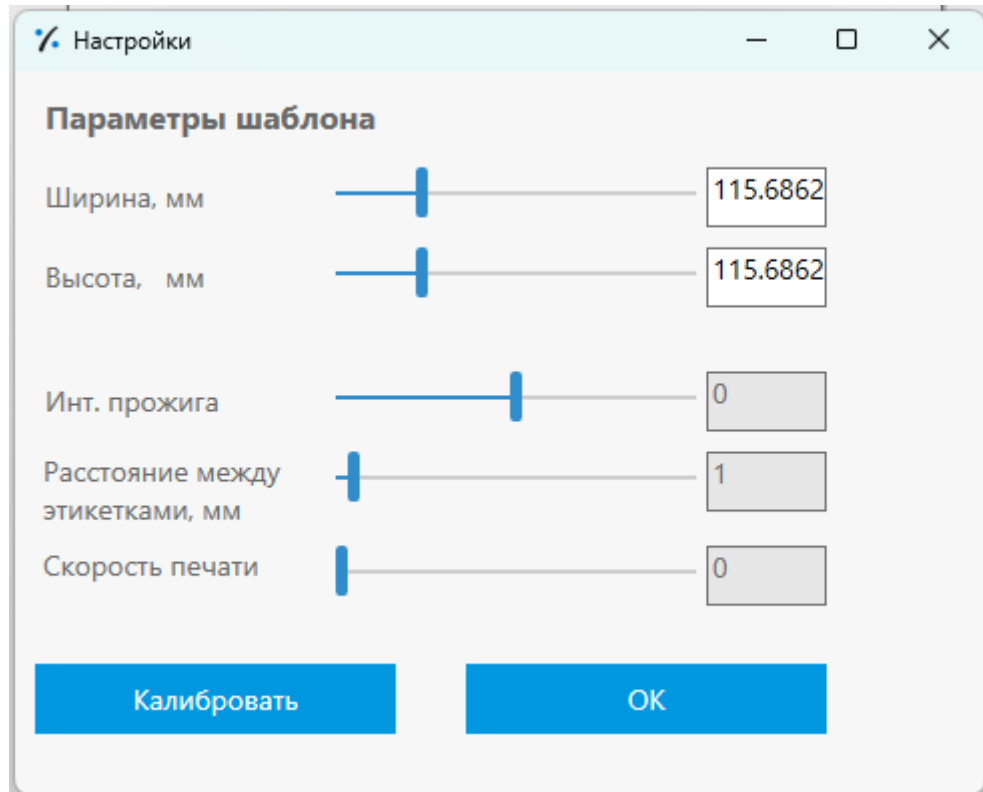 Настройки
Параметры шаблона
Ширина, мм 115.6862
Высота, мм 115.6862
Инт. прожига 0
Расстояние между
этикетками, мм 1
Скорость печати 0
Калибровать OK